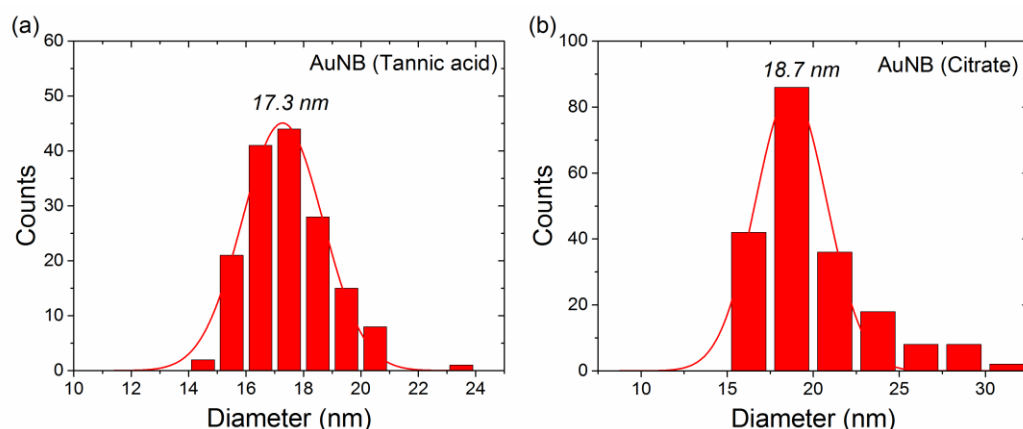 (a)
AuNB (Tannic acid)
17.3 nm
Counts
60
50
40
30
20
10
0
10 12 14 16 18 20 22 24
Diameter (nm)
(b)
AuNB (Citrate)
18.7 nm
Counts
100
80
60
40
20
0
10 15 20 25 30
Diameter (nm)